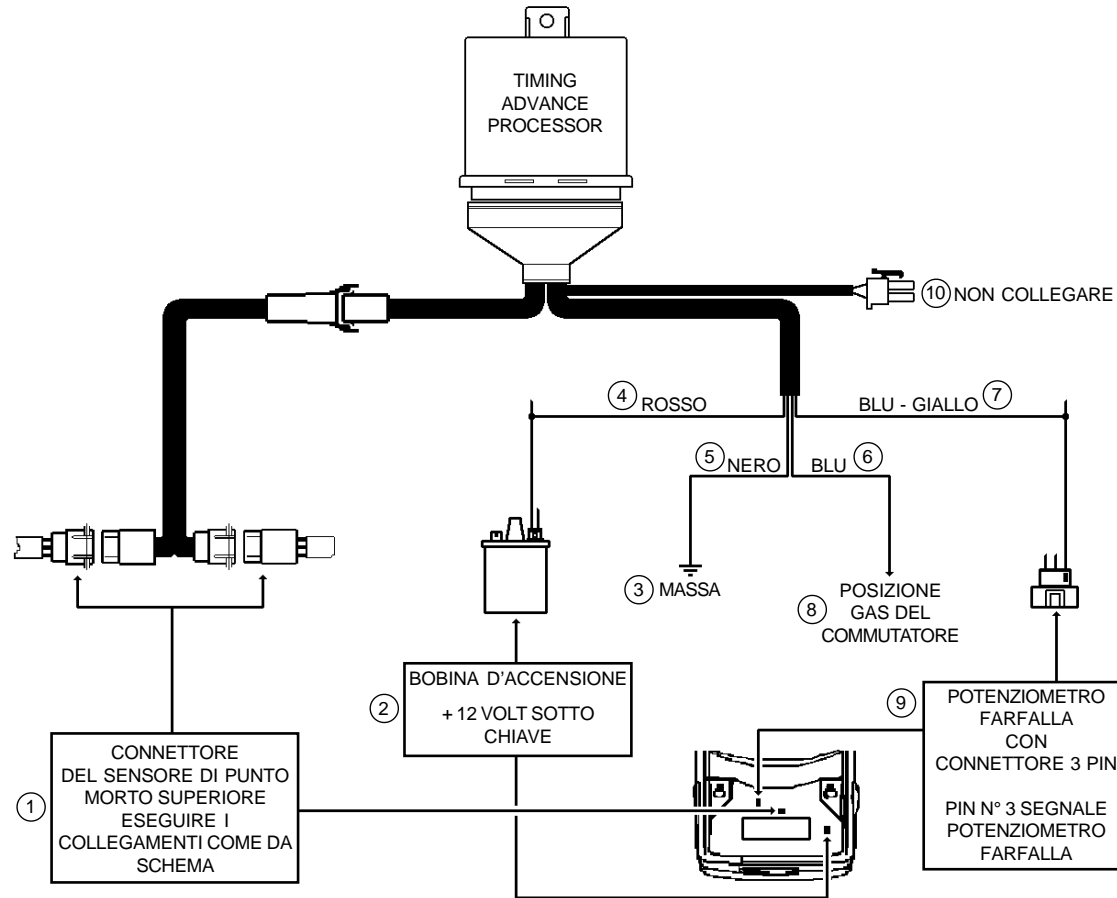 TIMING
ADVANCE
PROCESSOR
10 NON COLLEGARE
4 ROSSO
BLU - GIALLO 7
5 NERO
BLU 6
3 MASSA
8 POSIZIONE
GAS DEL
COMMUTATORE
2 BOBINA D'ACCENSIONE
+ 12 VOLT SOTTO
CHIAVE
9 POTENZIOMETRO
FARFALLA
CON
CONNETTORE 3 PIN
PIN N° 3 SEGNALE
POTENZIOMETRO
FARFALLA
1 CONNETTORE
DEL SENSORE DI PUNTO
MORTO SUPERIORE
ESEGUIRE I
COLLEGAMENTI COME DA
SCHEMA